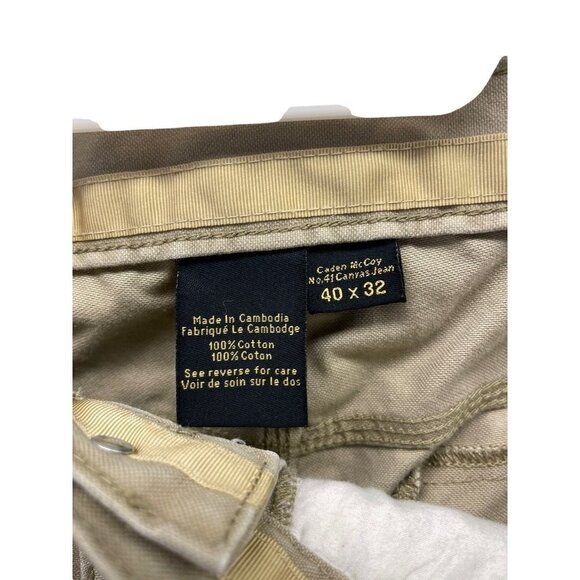 Made In Cambodia
Fabriqué Le Cambodge
100% Cotton
100% Coton
See reverse for care
Voir de soin sur le dos
Caden McCoy
No.41 Canvas Jean
40 x 32